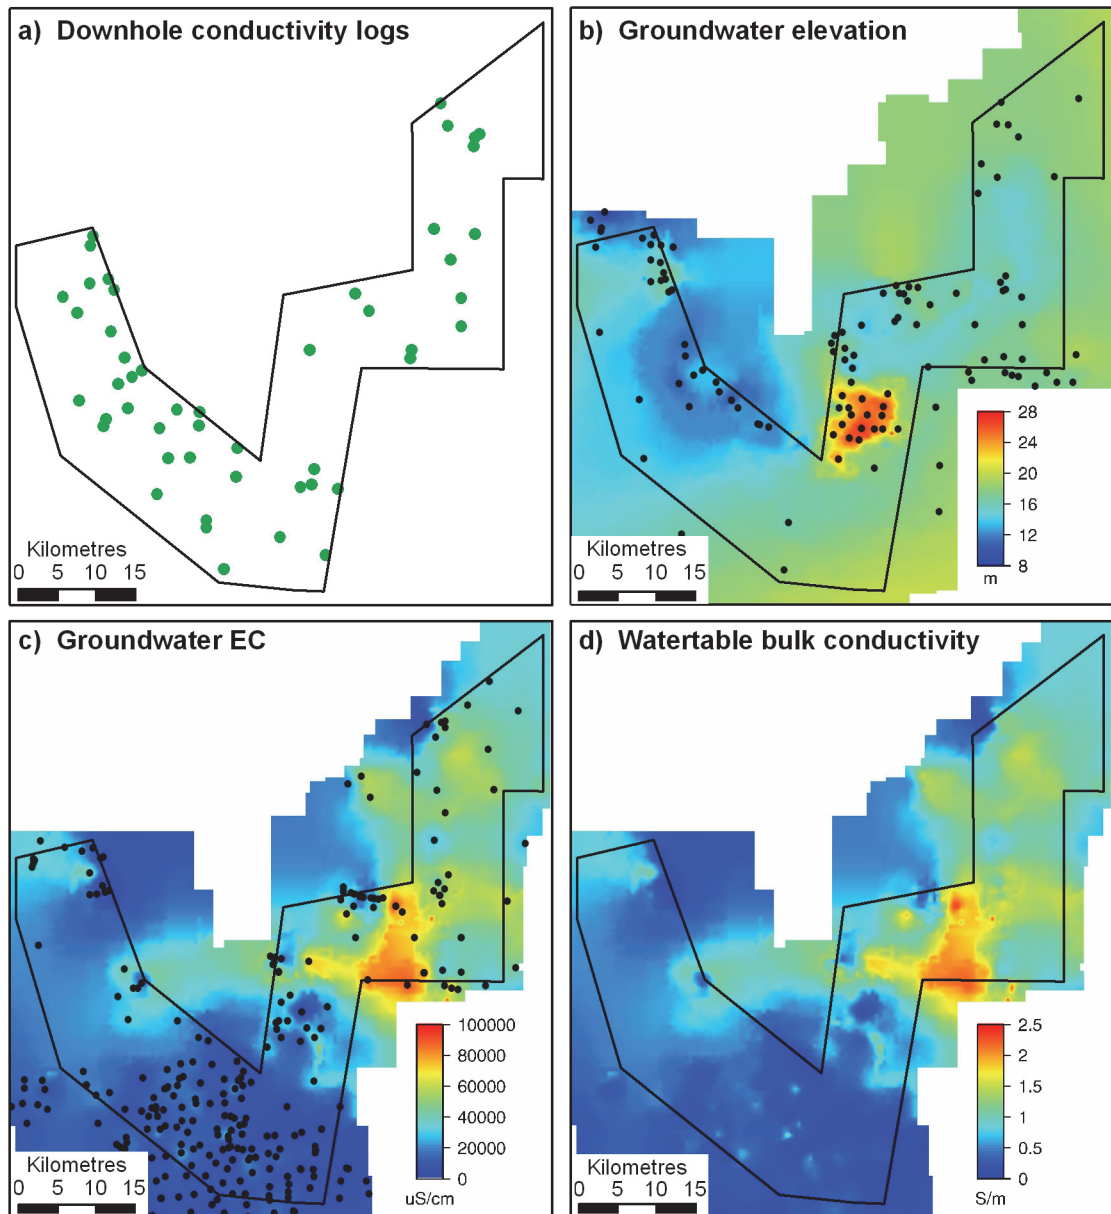 a) Downhole conductivity logs
Kilometres
0 5 10 15
b) Groundwater elevation
28
24
20
16
12
8
m
Kilometres
0 5 10 15
c) Groundwater EC
100000
80000
60000
40000
20000
0
uS/cm
Kilometres
0 5 10 15
d) Watertable bulk conductivity
2.5
2
1.5
1
0.5
0
S/m
Kilometres
0 5 10 15